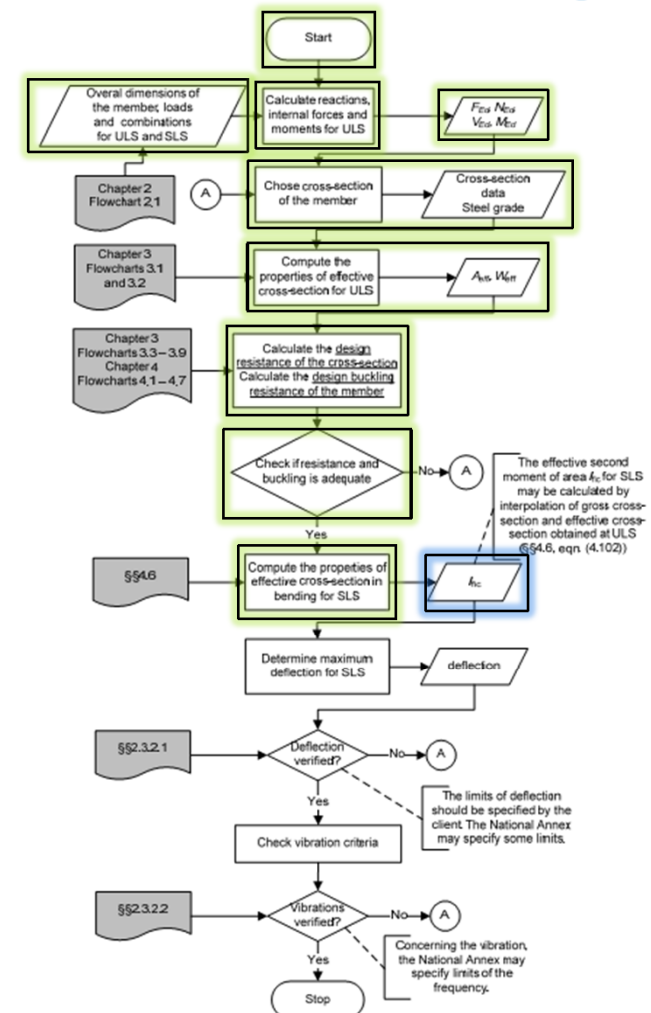 Start
Overal dimensions of
the member, loads
and combinations
for ULS and SLS
Calculate reactions,
internal forces and
moments for ULS
FEd, NEd,
VEd, MEd
Chapter 2
Flowchart 2,1
A
Chose cross-section
of the member
Cross-section
data
Steel grade
Chapter 3
Flowcharts 3.1
and 3.2
Compute the
properties of effective
cross-section for ULS
Aeff, Weff
Chapter 3
Flowcharts 3.3–3.9
Chapter 4
Flowcharts 4,1–4,7
Calculate the design
resistance of the cross-section
Calculate the design buckling
resistance of the member
Check if resistance and
buckling is adequate
No
A
The effective second
moment of area Ific for SLS
may be calculated by
interpolation of gross cross-
section and effective cross-
section obtained at ULS
(§§4.6, eqn. (4.102))
Yes
§§4.6
Compute the properties of
effective cross-section in
bending for SLS
Ific
Determine maximum
deflection for SLS
deflection
§§2.3.2.1
Deflection
verified?
No
A
Yes
The limits of deflection
should be specified by the
client. The National Annex
may specify some limits.
Check vibration criteria
§§2.3.2.2
Vibrations
verified?
No
A
Yes
Concerning the vibration,
the National Annex may
specify limits of the
frequency.
Stop